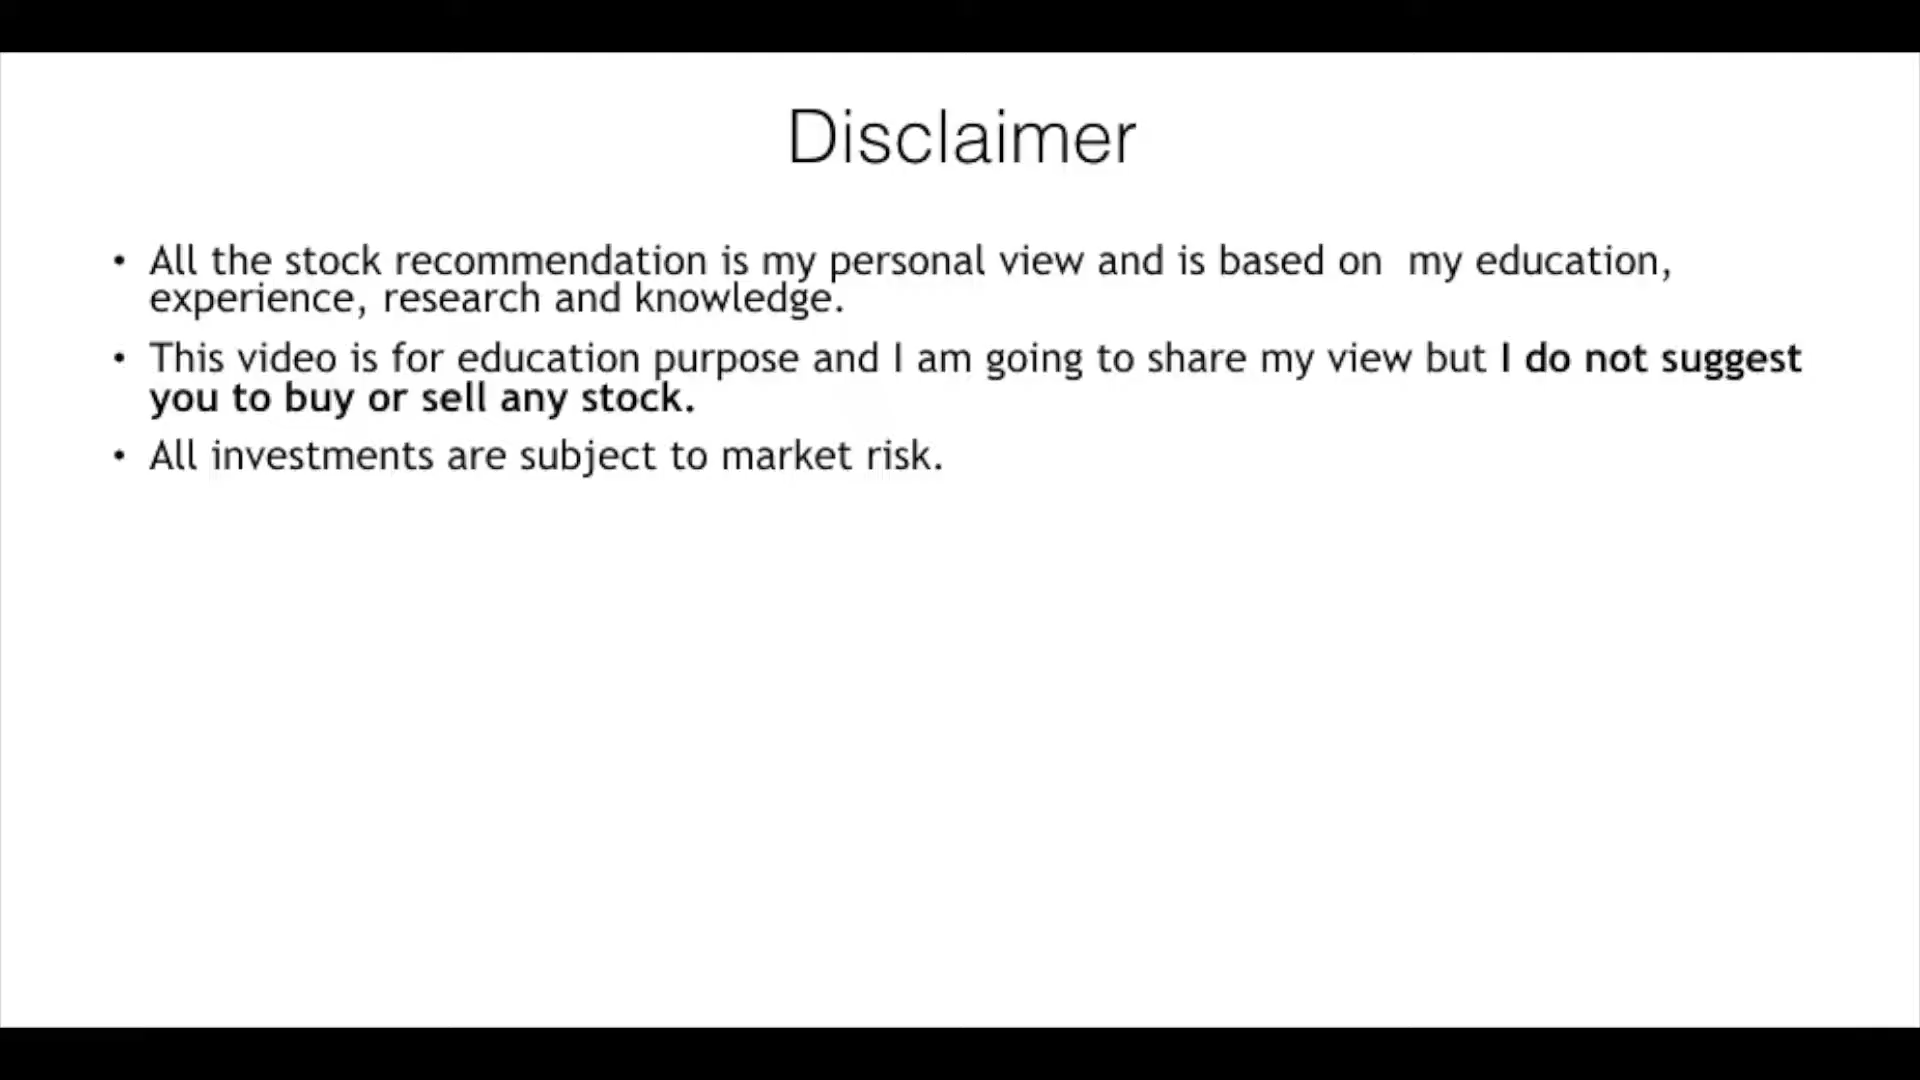 Disclaimer
• All the stock recommendation is my personal view and is based on  my education,
experience, research and knowledge.
• This video is for education purpose and I am going to share my view but I do not suggest
you to buy or sell any stock.
• All investments are subject to market risk.